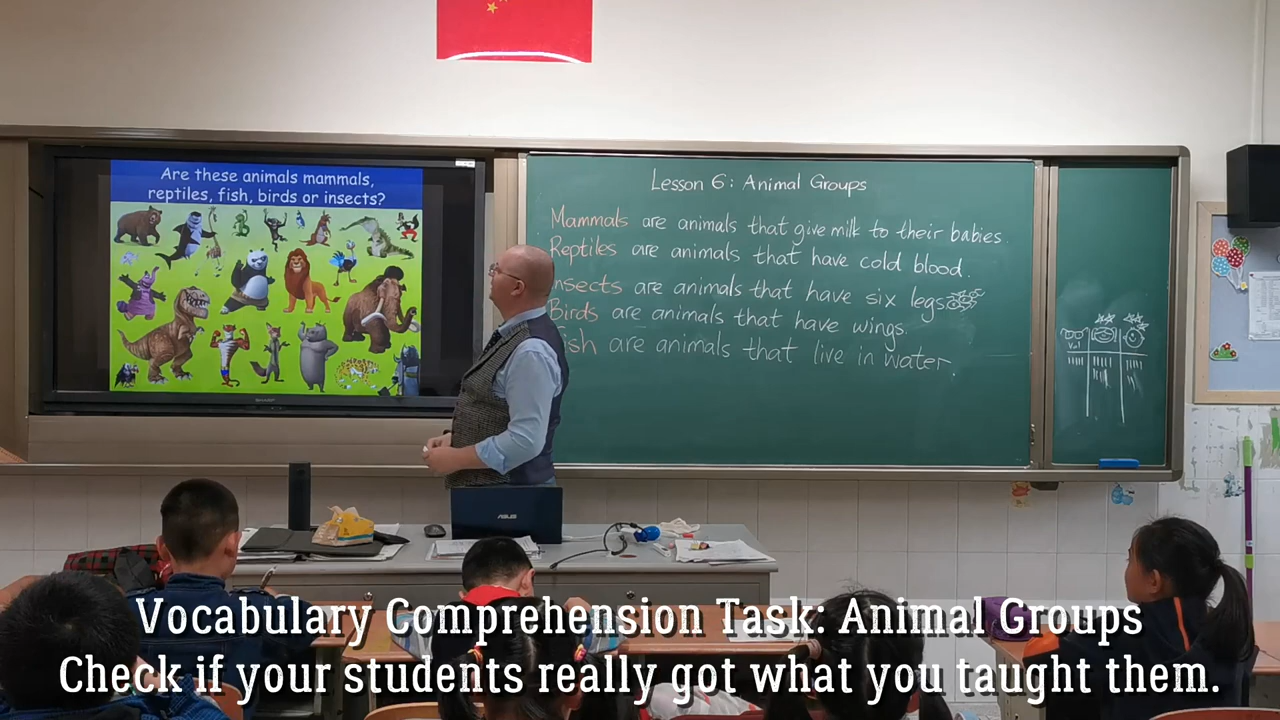 Are these animals mammals,
reptiles, fish, birds or insects?
Lesson 6: Animal Groups
Mammals are animals that give milk to their babies.
Reptiles are animals that have cold blood.
Insects are animals that have six legs
Birds are animals that have wings.
Fish are animals that live in water.
SHARP
ASUS
Vocabulary Comprehension Task: Animal Groups
Check if your students really got what you taught them.